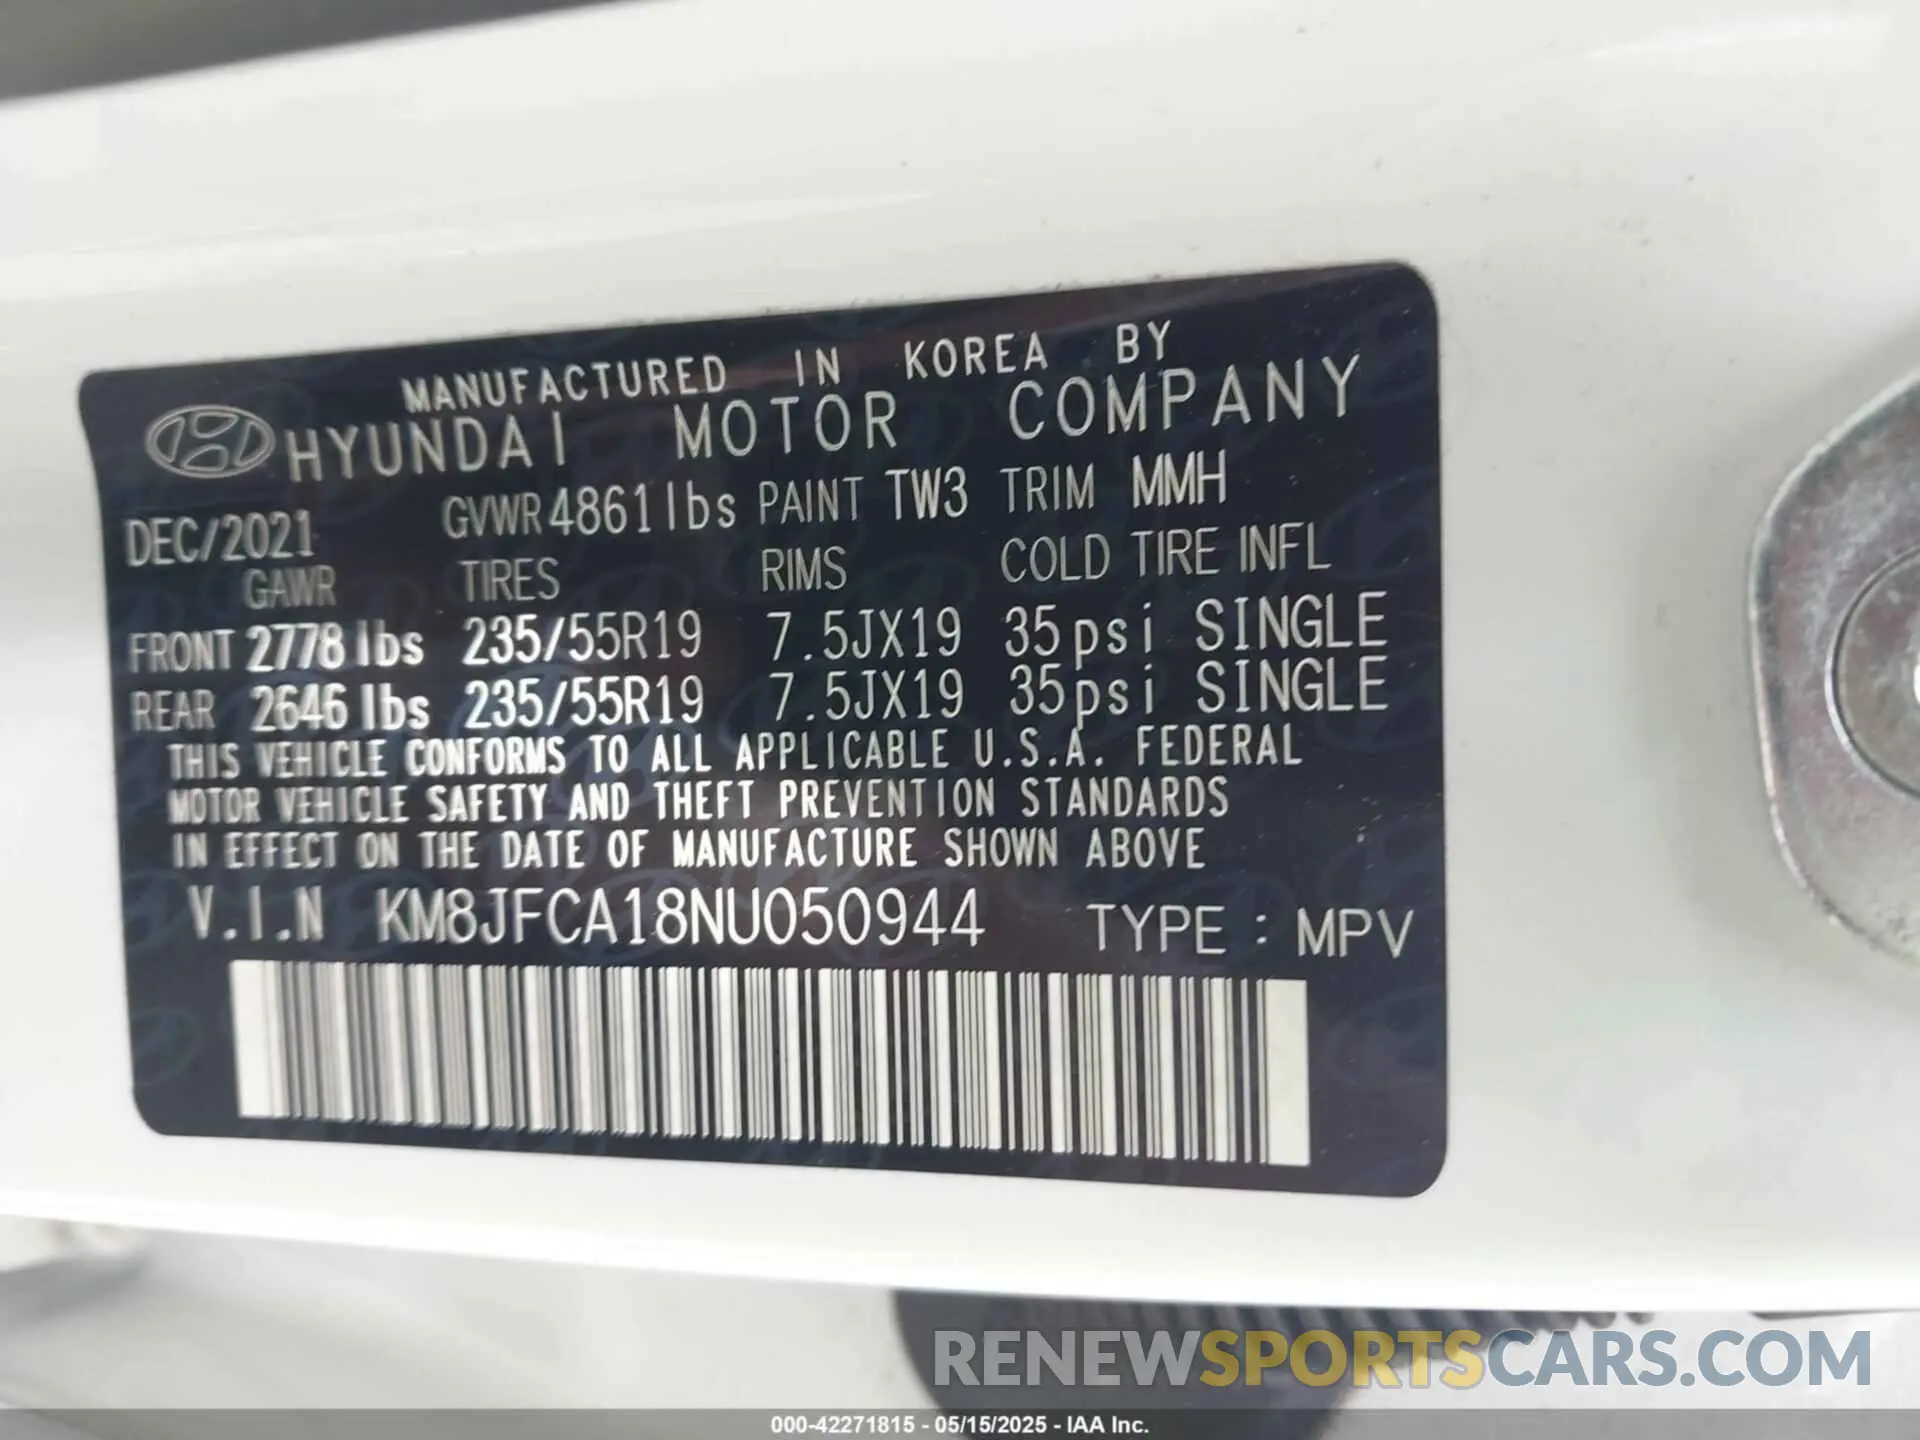 MANUFACTURED IN KOREA BY
HYUNDAI MOTOR COMPANY
DEC/2021 GVWR 4861lbs PAINT TW3 TRIM MMH
GAWR TIRES RIMS COLD TIRE INFL
FRONT 2778 lbs 235/55R19 7.5JX19 35psi SINGLE
REAR 2646 lbs 235/55R19 7.5JX19 35psi SINGLE
THIS VEHICLE CONFORMS TO ALL APPLICABLE U.S.A. FEDERAL
MOTOR VEHICLE SAFETY AND THEFT PREVENTION STANDARDS
IN EFFECT ON THE DATE OF MANUFACTURE SHOWN ABOVE
V.I.N KM8JFCA18NU050944 TYPE : MPV
RENEWSPORTSCARS.COM
000-42271815 - 05/15/2025 - IAA Inc.